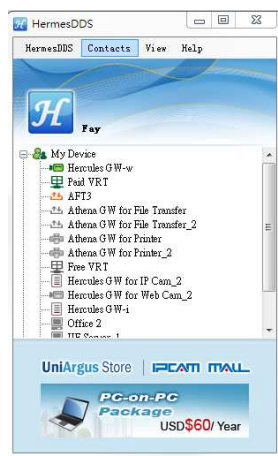 HermesDDS
HermesDDS Contacts View Help
H
Fay
My Device
Hercules GW-w
Paid VRT
AFT3
Athena GW for File Transfer
Athena GW for File Transfer_2
Athena GW for Printer
Athena GW for Printer_2
Free VRT
Hercules GW for IP Cam_2
Hercules GW for Web Cam_2
Hercules GW-i
Office 2
UniArgus Store | IPCAM MALL
PC-on-PC
Package
USD$60/ Year